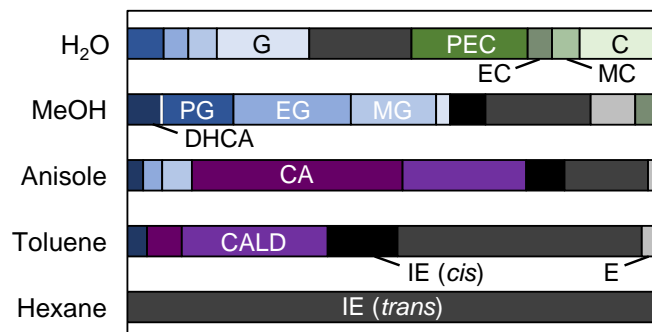 H₂O G PEC C
EC MC
MeOH PG EG MG
DHCA
Anisole CA
Toluene CALD
IE (cis) E
Hexane IE (trans)